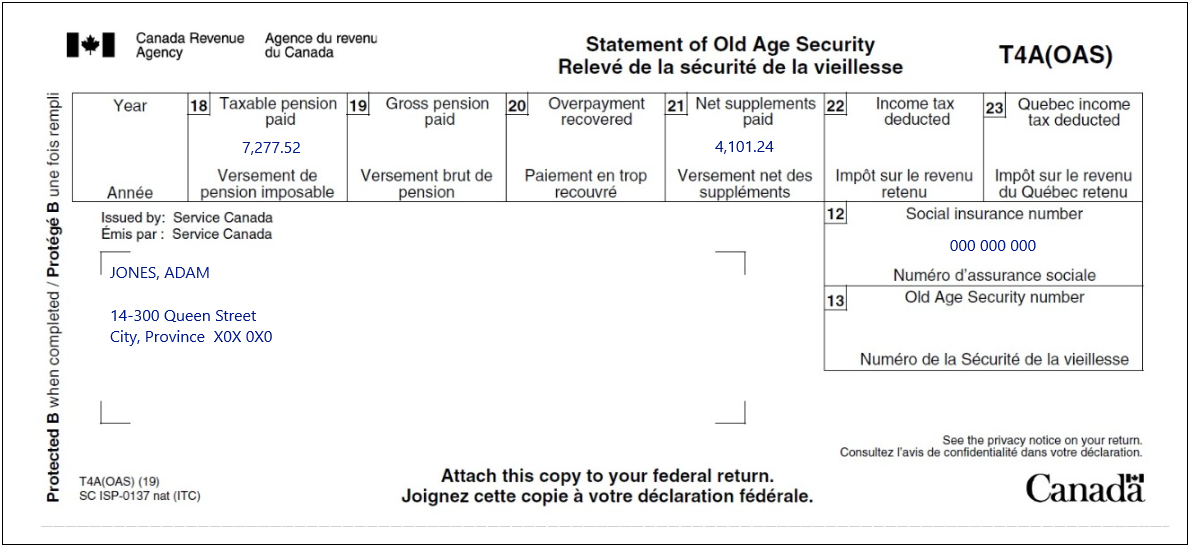 Canada Revenue Agency
Agence du revenu du Canada
Statement of Old Age Security
Relevé de la sécurité de la vieillesse
T4A(OAS)
Protected B when completed / Protégé B une fois rempli
Year
Année
18 Taxable pension paid
7,277.52
Versement de pension imposable
19 Gross pension paid
Versement brut de pension
20 Overpayment recovered
Paiement en trop recouvré
21 Net supplements paid
4,101.24
Versement net des suppléments
22 Income tax deducted
Impôt sur le revenu retenu
23 Quebec income tax deducted
Impôt sur le revenu du Québec retenu
Issued by: Service Canada
Émis par : Service Canada
12 Social insurance number
000 000 000
Numéro d'assurance sociale
13 Old Age Security number
Numéro de la Sécurité de la vieillesse
JONES, ADAM
14-300 Queen Street
City, Province X0X 0X0
See the privacy notice on your return.
Consultez l'avis de confidentialité dans votre déclaration.
T4A(OAS) (19)
SC ISP-0137 nat (ITC)
Attach this copy to your federal return.
Joignez cette copie à votre déclaration fédérale.
Canada